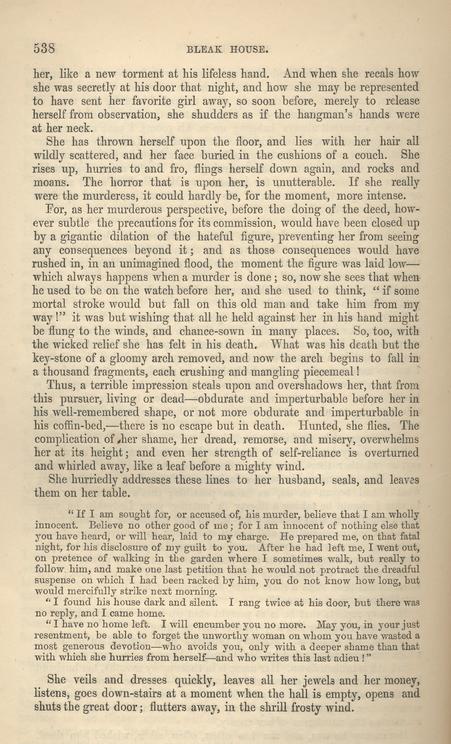 538
BLEAK HOUSE.
her, like a new torment at his lifeless hand. And when she recals how
she was secretly at his door that night, and how she may be represented
to have sent her favorite girl away, so soon before, merely to release
herself from observation, she shudders as if the hangman's hands were
at her neck.
She has thrown herself upon the floor, and lies with her hair all
wildly scattered, and her face buried in the cushions of a couch. She
rises up, hurries to and fro, flings herself down again, and rocks and
moans. The horror that is upon her, is unutterable. If she really
were the murderess, it could hardly be, for the moment, more intense.
For, as her murderous perspective, before the doing of the deed, how-
ever subtle the precautions for its commission, would have been closed up
by a gigantic dilation of the hateful figure, preventing her from seeing
any consequences beyond it; and as those consequences would have
rushed in, in an unimagined flood, the moment the figure was laid low—
which always happens when a murder is done; so, now she sees that when
he used to be on the watch before her, and she used to think, "if some
mortal stroke would but fall on this old man and take him from my
way!" it was but wishing that all he held against her in his hand might
be flung to the winds, and chance-sown in many places. So, too, with
the wicked relief she has felt in his death. What was his death but the
key-stone of a gloomy arch removed, and now the arch begins to fall in
a thousand fragments, each crushing and mangling piecemeal!
Thus, a terrible impression steals upon and overshadows her, that from
this pursuer, living or dead—obdurate and imperturbable before her in
his well-remembered shape, or not more obdurate and imperturbable in
his coffin-bed,—there is no escape but in death. Hunted, she flies. The
complication of her shame, her dread, remorse, and misery, overwhelms
her at its height; and even her strength of self-reliance is overturned
and whirled away, like a leaf before a mighty wind.
She hurriedly addresses these lines to her husband, seals, and leaves
them on her table.
"If I am sought for, or accused of, his murder, believe that I am wholly
innocent. Believe no other good of me; for I am innocent of nothing else that
you have heard, or will hear, laid to my charge. He prepared me, on that fatal
night, for his disclosure of my guilt to you. After he had left me, I went out,
on pretence of walking in the garden where I sometimes walk, but really to
follow him, and make one last petition that he would not protract the dreadful
suspense on which I had been racked by him, you do not know how long, but
would mercifully strike next morning.
"I found his house dark and silent. I rang twice at his door, but there was
no reply, and I came home.
"I have no home left. I will encumber you no more. May you, in your just
resentment, be able to forget the unworthy woman on whom you have wasted a
most generous devotion—who avoids you, only with a deeper shame than that
with which she hurries from herself—and who writes this last adieu!"
She veils and dresses quickly, leaves all her jewels and her money,
listens, goes down-stairs at a moment when the hall is empty, opens and
shuts the great door; flutters away, in the shrill frosty wind.